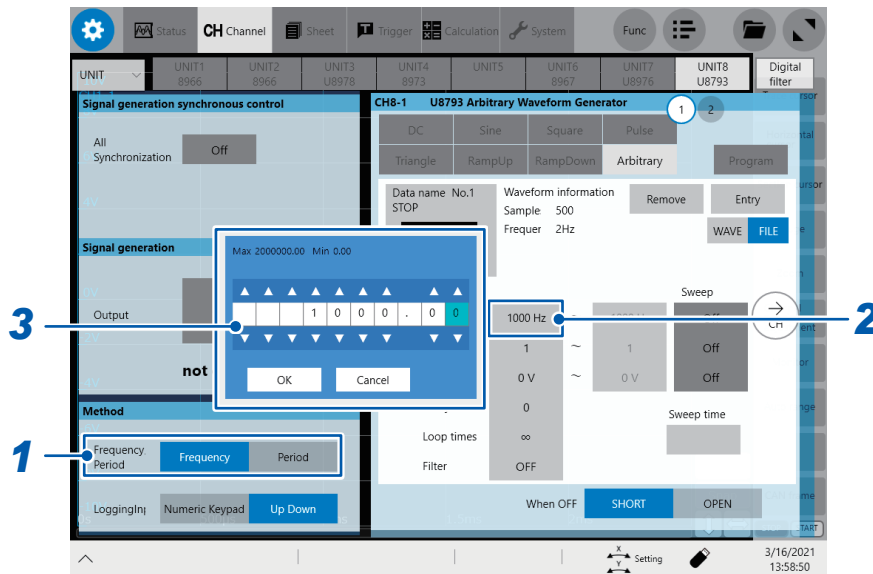 Status CH Channel Sheet Trigger Calculation System Func
UNIT UNIT1 UNIT2 UNIT3 UNIT4 UNIT5 UNIT6 UNIT7 UNIT8 Digital
8966 8966 U8978 8973 8967 U8976 U8793 filter
Signal generation synchronous control
All
Synchronization Off
CH8-1 U8793 Arbitrary Waveform Generator 1 2
DC Sine Square Pulse
Triangle RampUp RampDown Arbitrary Program
Data name No.1 Waveform information Remove Entry
STOP Sample 500
Frequer 2Hz WAVE FILE
Signal generation
Output
not
Max 2000000.00 Min 0.00
1 0 0 0 . 0 0
OK Cancel
3
2
Sweep
1000 Hz ~ Off
1 ~ 1 Off
0 V ~ 0 V Off
0
Sweep time
Loop times ∞
Filter OFF
When OFF SHORT OPEN
CH
Method
1
Frequency
Period Frequency Period
LoggingIn Numeric Keypad Up Down
START
X
Y Setting
3/16/2021
13:58:50